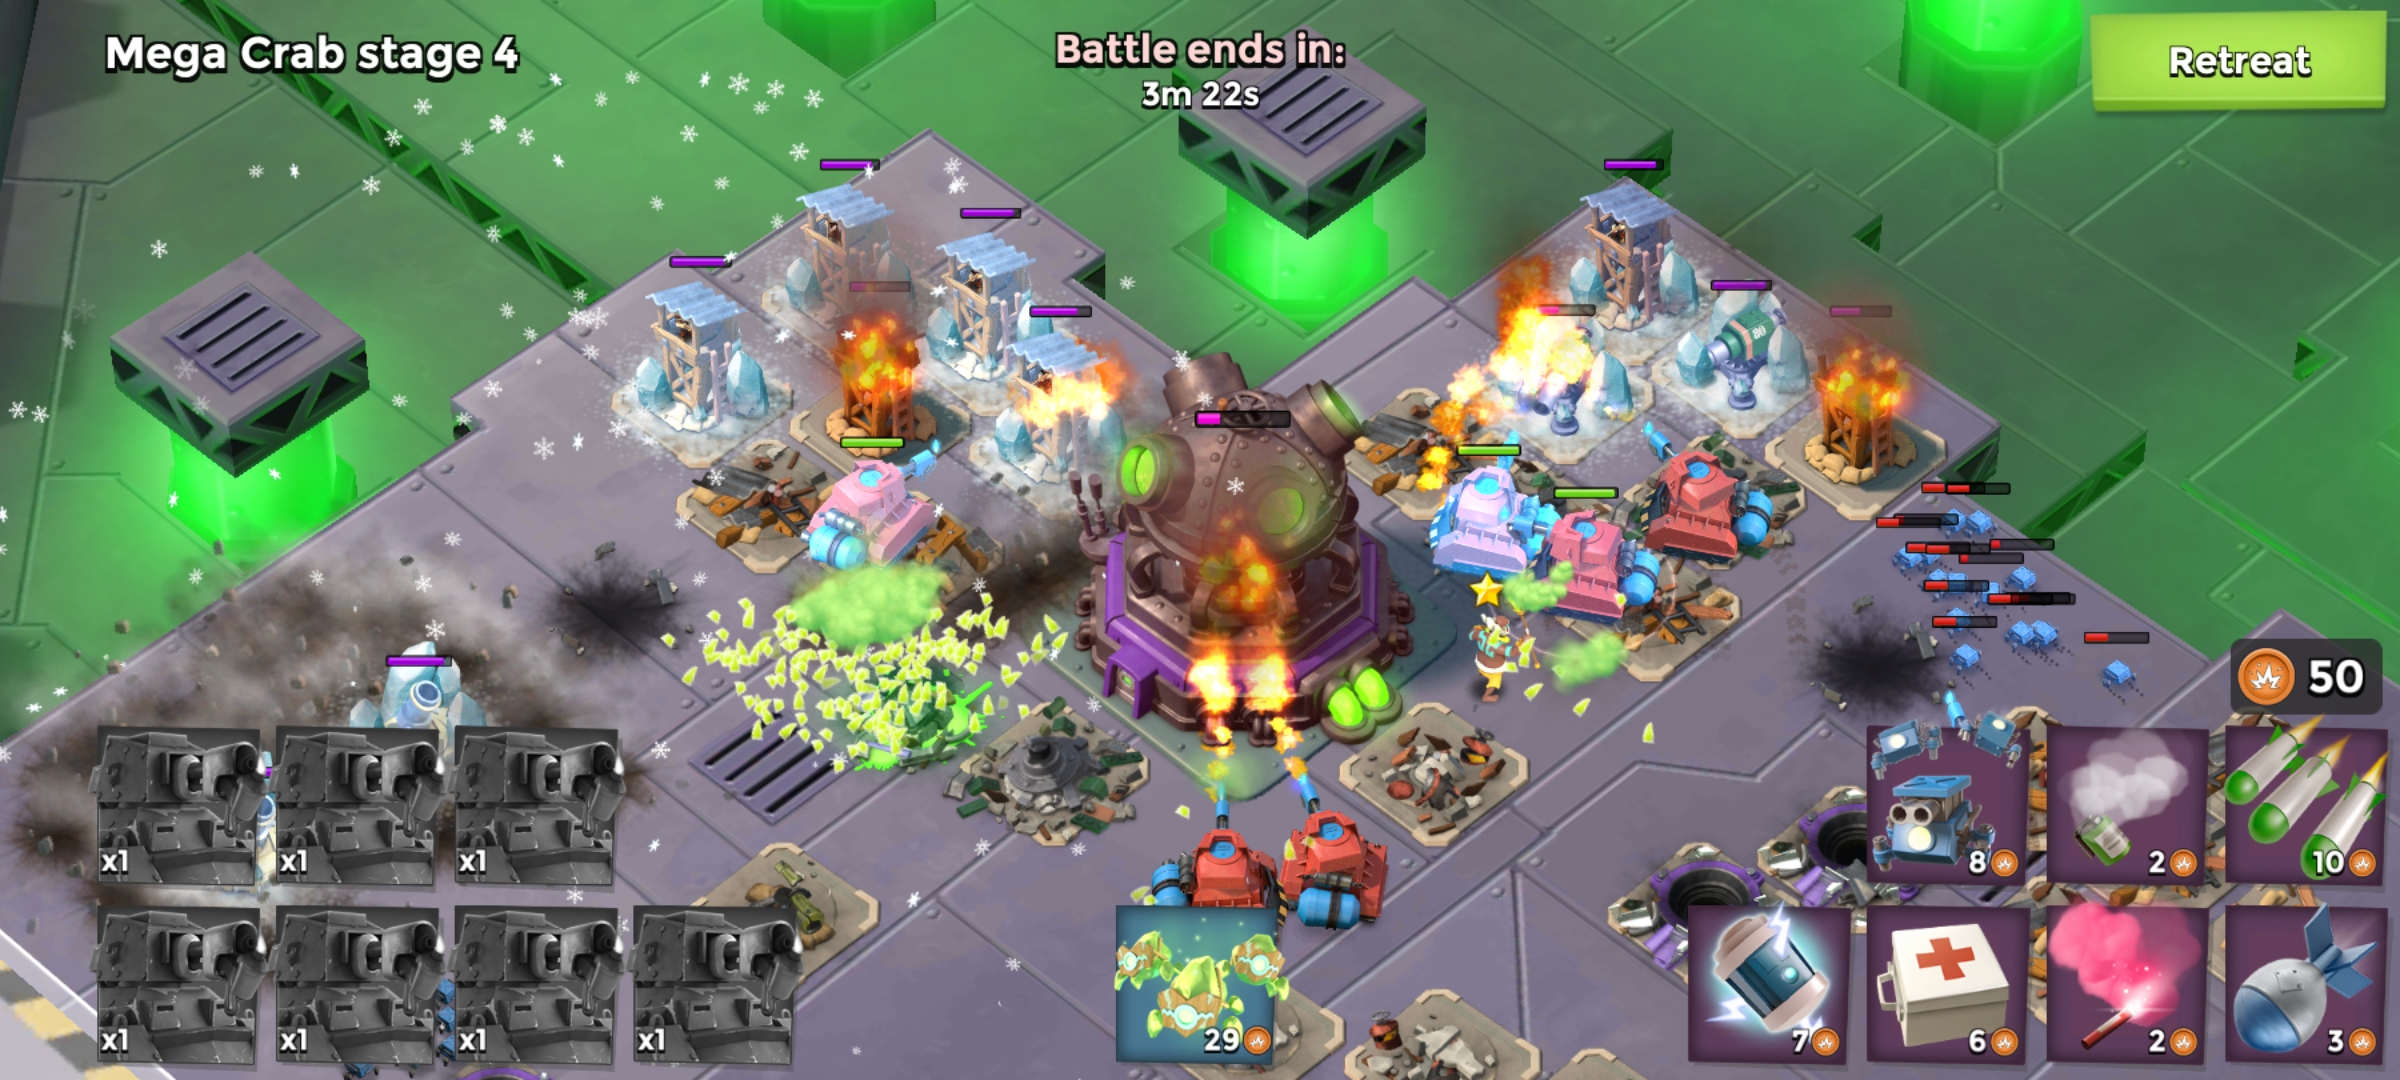 Mega Crab stage 4
Battle ends in:
3m 22s
Retreat
50
x1
x1
x1
8
2
10
x1
x1
x1
x1
29
7
6
2
3